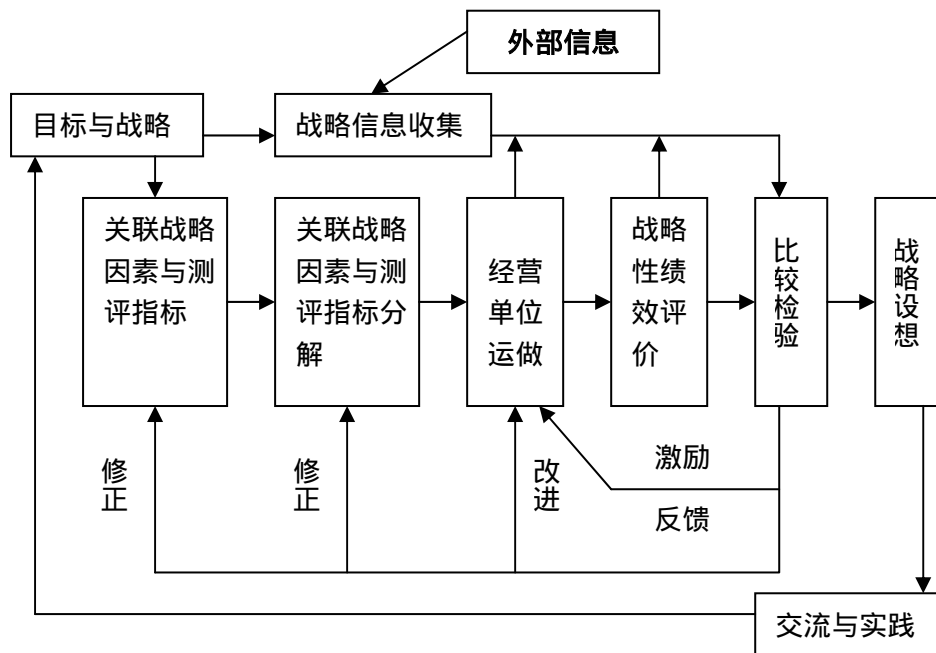 外部信息
目标与战略
战略信息收集
关联战略
因素与测
评指标
关联战略
因素与测
评指标分
解
经营
单位
运做
战略
性绩
效评
价
比较检验
战略设想
修正
修正
改进
激励
反馈
交流与实践